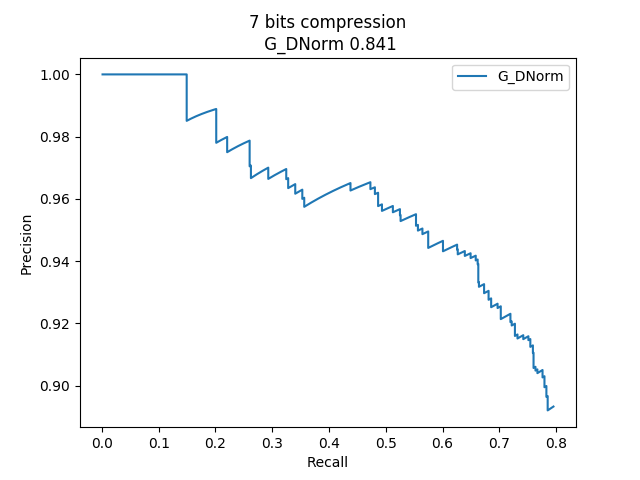 7 bits compression
G_DNorm 0.841
G_DNorm
1.00
0.98
0.96
0.94
0.92
0.90
Precision
0.0 0.1 0.2 0.3 0.4 0.5 0.6 0.7 0.8
Recall